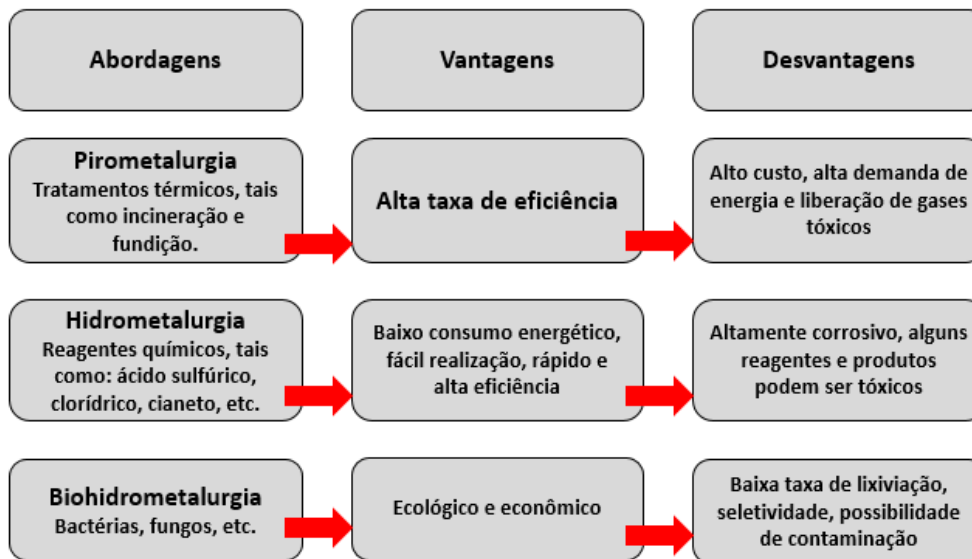 Abordagens
Vantagens
Desvantagens
Pirometalurgia
Tratamentos térmicos, tais
como incineração e
fundição.
Alta taxa de eficiência
Alto custo, alta demanda de
energia e liberação de gases
tóxicos
Hidrometalurgia
Reagentes químicos, tais
como: ácido sulfúrico,
clorídrico, cianeto, etc.
Baixo consumo energético,
fácil realização, rápido e
alta eficiência
Altamente corrosivo, alguns
reagentes e produtos
podem ser tóxicos
Biohidrometalurgia
Bactérias, fungos, etc.
Ecológico e econômico
Baixa taxa de lixiviação,
seletividade, possibilidade
de contaminação